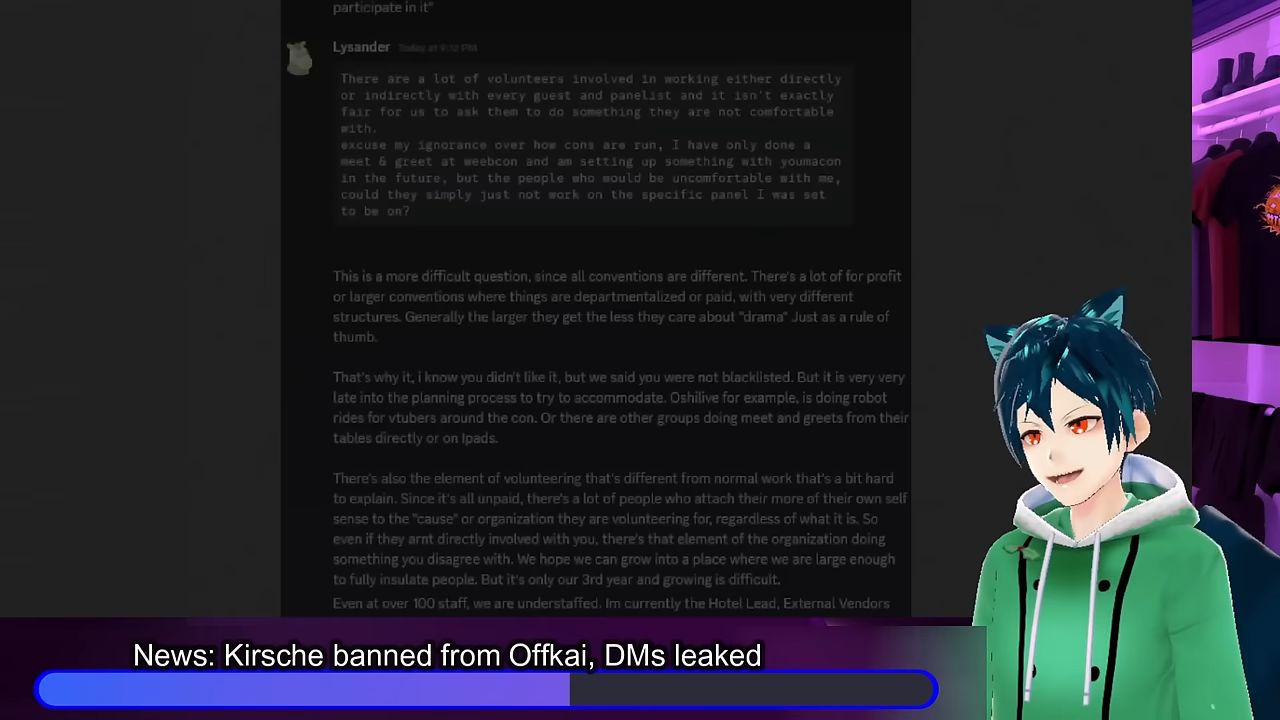 participate in it"
Lysander Today at 9:12 PM
There are a lot of volunteers involved in working either directly
or indirectly with every guest and panelist and it isn't exactly
fair for us to ask them to do something they are not comfortable
with.
excuse my ignorance over how cons are run, I have only done a
meet & greet at weebcon and am setting up something with youmacon
in the future, but the people who would be uncomfortable with me,
could they simply just not work on the specific panel I was set
to be on?
This is a more difficult question, since all conventions are different. There's a lot of for profit
or larger conventions where things are departmentalized or paid, with very different
structures. Generally the larger they get the less they care about "drama" Just as a rule of
thumb.
That's why it, i know you didn't like it, but we said you were not blacklisted. But it is very very
late into the planning process to try to accommodate. Oshilive for example, is doing robot
rides for vtubers around the con. Or there are other groups doing meet and greets from their
tables directly or on Ipads.
There's also the element of volunteering that's different from normal work that's a bit hard
to explain. Since it's all unpaid, there's a lot of people who attach their more of their own self
sense to the "cause" or organization they are volunteering for, regardless of what it is. So
even if they arnt directly involved with you, there's that element of the organization doing
something you disagree with. We hope we can grow into a place where we are large enough
to fully insulate people. But it's only our 3rd year and growing is difficult.
Even at over 100 staff, we are understaffed. Im currently the Hotel Lead, External Vendors
News: Kirsche banned from Offkai, DMs leaked